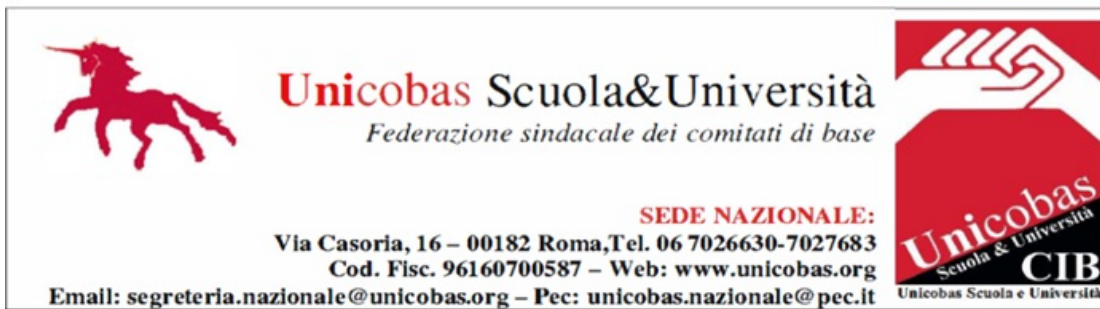 Unicobas Scuola&Università
Federazione sindacale dei comitati di base
SEDE NAZIONALE:
Via Casoria, 16 – 00182 Roma,Tel. 06 7026630-7027683
Cod. Fisc. 96160700587 – Web: www.unicobas.org
Email: segreteria.nazionale@unicobas.org – Pec: unicobas.nazionale@pec.it
Unicobas
Scuola & Università
CIB
Unicobas Scuola e Università